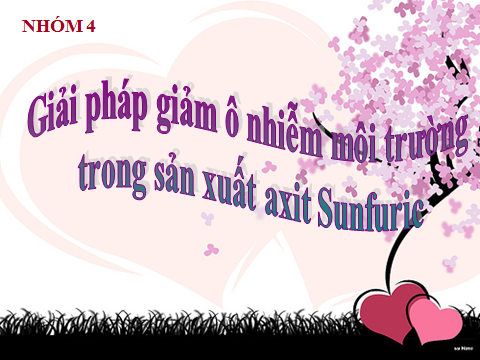 NHÓM 4
Giải pháp giảm ô nhiễm môi trường
trong sản xuất axit Sunfuric